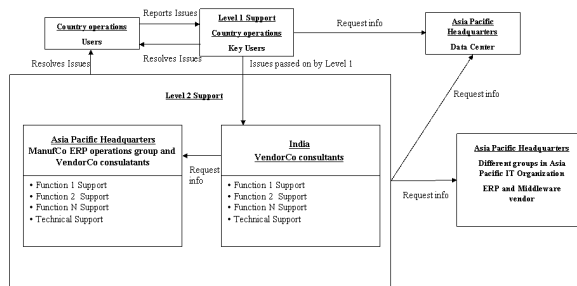 Country operations
Users
Reports Issues
Resolves Issues
Level 1 Support
Country operations
Key Users
Request info
Asia Pacific
Headquarters
Data Center
Resolves Issues
Issues passed on by Level 1
Level 2 Support
Request info
Asia Pacific Headquarters
ManufCo ERP operations group and
VendorCo consulatants
• Function 1 Support
• Function 2 Support
• Function N Support
• Technical Support
Request
info
India
VendorCo consultants
• Function 1 Support
• Function 2 Support
• Function N Support
• Technical Support
Request info
Asia Pacific Headquarters
Different groups in Asia
Pacific IT Organization
ERP and Middleware
vendor